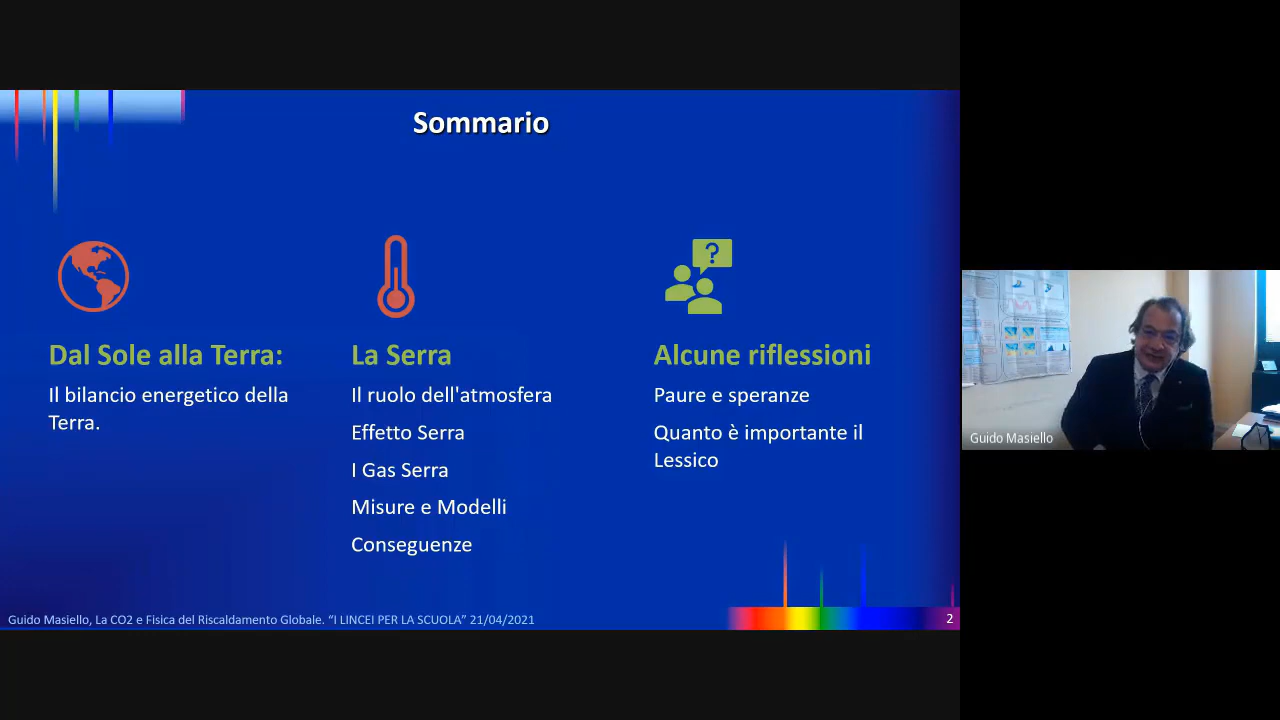 Sommario
Dal Sole alla Terra:
Il bilancio energetico della
Terra.
La Serra
Il ruolo dell'atmosfera
Effetto Serra
I Gas Serra
Misure e Modelli
Conseguenze
?
Alcune riflessioni
Paure e speranze
Quanto è importante il
Lessico
Guido Masiello, La CO2 e Fisica del Riscaldamento Globale. “I LINCEI PER LA SCUOLA” 21/04/2021
2
Guido Masiello